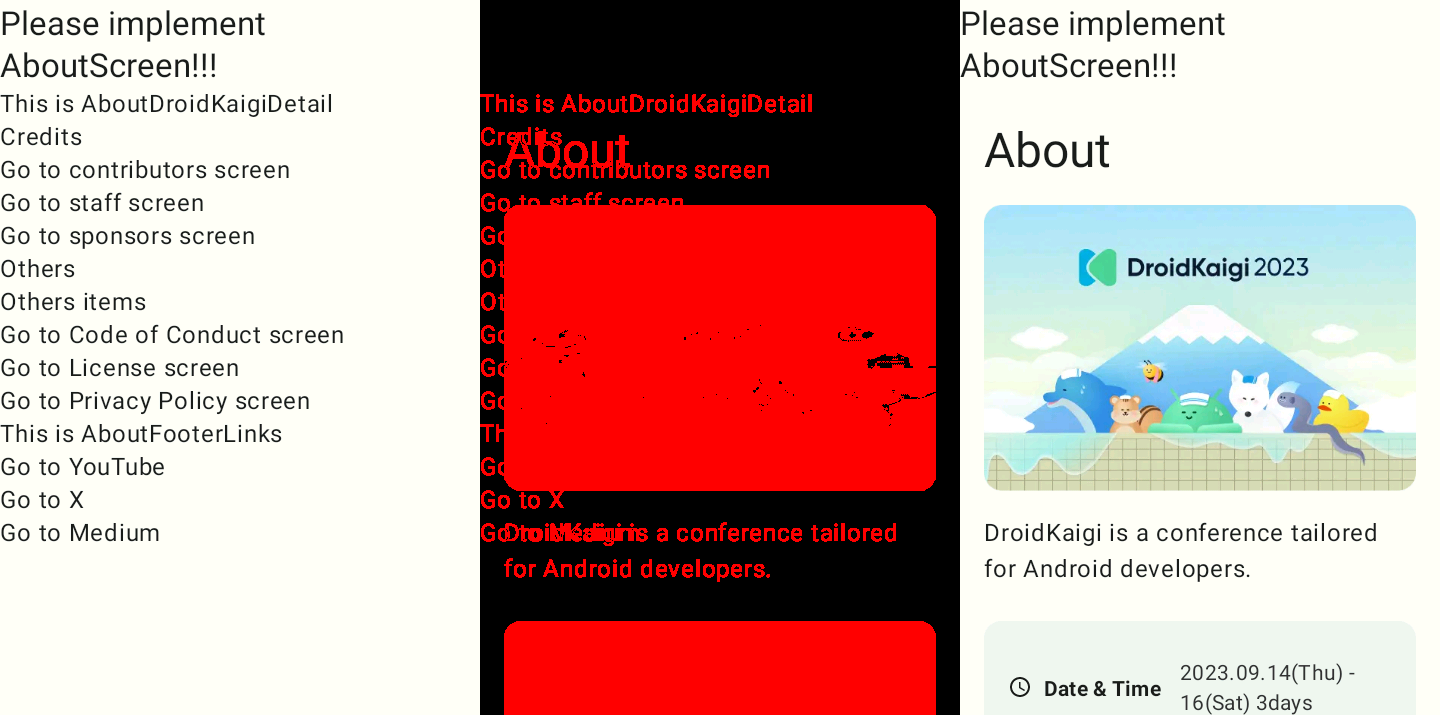 Please implement
AboutScreen!!!
This is AboutDroidKaigiDetail
Credits
Go to contributors screen
Go to staff screen
Go to sponsors screen
Others
Others items
Go to Code of Conduct screen
Go to License screen
Go to Privacy Policy screen
This is AboutFooterLinks
Go to YouTube
Go to X
Go to Medium
This is AboutDroidKaigiDetail
Credits
About
Go to contributors screen
Go to staff screen
Go
Ot
Ot
Go
Go
Go
Th
Go
Go to X
Go to Medium
DroidKaigi is a conference tailored
for Android developers.
Please implement
AboutScreen!!!
About
DroidKaigi 2023
DroidKaigi is a conference tailored
for Android developers.
Date & Time
2023.09.14(Thu) -
16(Sat) 3days